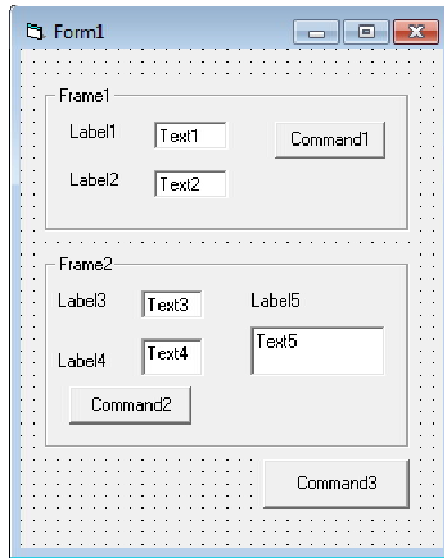 Form1
Frame1
Label1 Text1 Command1
Label2 Text2
Frame2
Label3 Text3 Label5
Label4 Text4 Text5
Command2
Command3